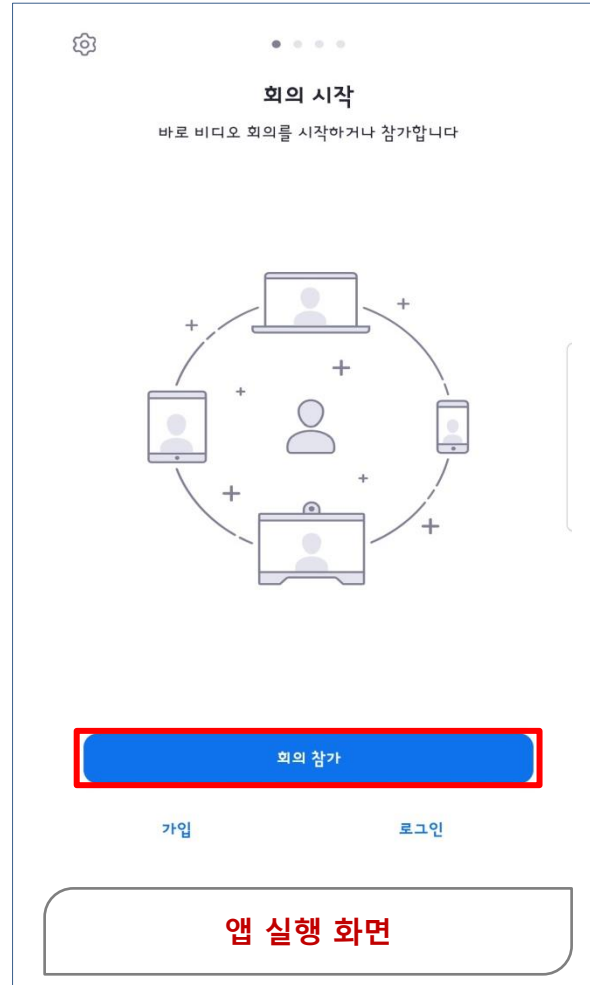 회의 시작
바로 비디오 회의를 시작하거나 참가합니다
회의 참가
가입
로그인
앱 실행 화면